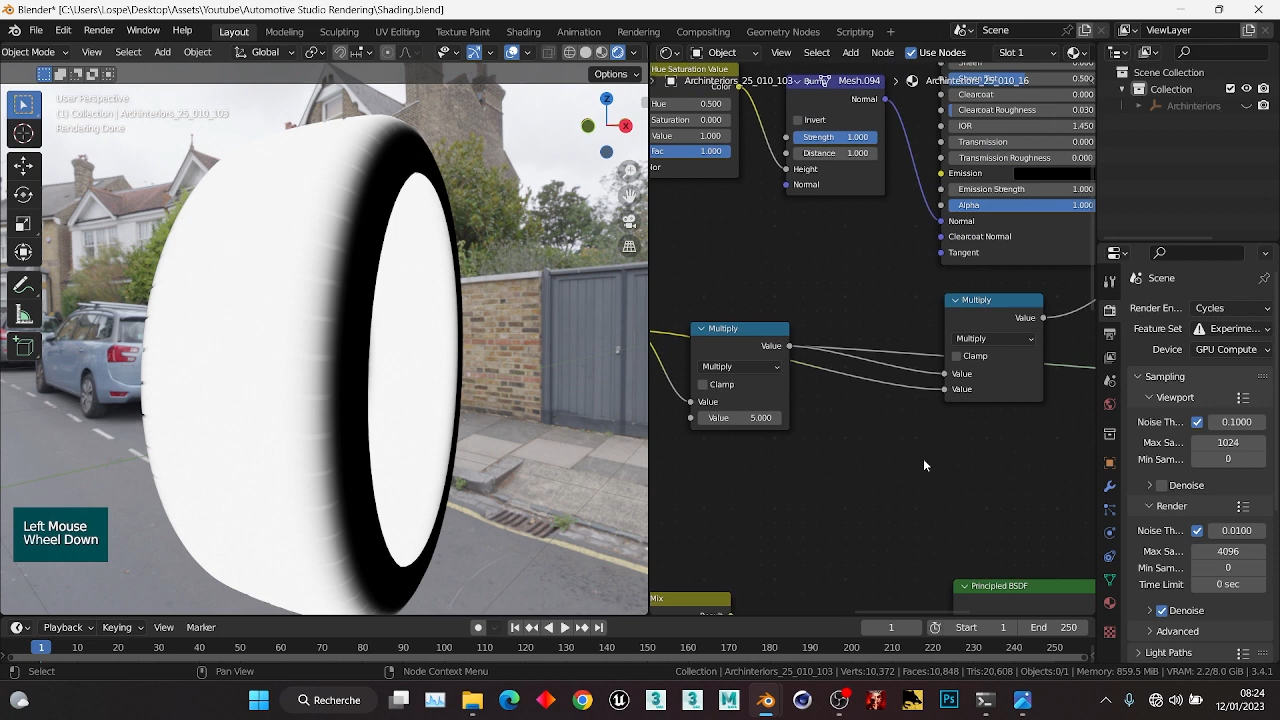 Blender* [C:\Users\Lospe\Desktop\Assets\Youtube\Automotive Studio Rendering\Shading.blend]
File Edit Render Window Help Layout Modeling Sculpting UV Editing Texture Paint Shading Animation Rendering Compositing Geometry Nodes Scripting + Scene ViewLayer
Object Mode View Select Add Object Global Object View Select Add Node Use Nodes Slot 1
Options
User Perspective
(1) Collection | Archinteriors_25_010_103
Rendering Done
Z
X
Left Mouse
Wheel Down
Hue Saturation Value
Color
Hue 0.500
Saturation 0.000
Value 1.000
Fac 1.000
Archinteriors_25_010_103
Mesh.094
Normal
Invert
Strength 1.000
Distance 1.000
Height
Normal
0.500
Clearcoat 0.000
Clearcoat Roughness 0.030
IOR 1.450
Transmission 0.000
Transmission Roughness 0.000
Emission
Emission Strength 1.000
Alpha 1.000
Normal
Clearcoat Normal
Tangent
Multiply
Value
Multiply
Clamp
Value
Value 5.000
Multiply
Value
Multiply
Clamp
Value
Value
Mix
Principled BSDF
Scene Collection
Collection
Archinteriors
Scene
Render En... Cycles
Feature Set Experime...
Device GPU Compute
Sampling
Viewport
Noise Th... 0.1000
Max Sa... 1024
Min Sam... 0
Denoise
Render
Noise Th... 0.0100
Max Sa... 4096
Min Sam... 0
Time Limit 0 sec
Denoise
Advanced
Light Paths
Playback Keying View Marker 1 Start 1 End 250
1 10 20 30 40 50 60 70 80 90 100 110 120 130 140 150 160 170 180 190 200 210 220 230 240 250
Select Pan View Node Context Menu Collection | Archinteriors_25_010_103 | Verts:10,372 | Faces:10,848 | Tris:20,608 | Objects:0/1 | Memory: 859.5 MiB | VRAM: 2.2/8.0 GiB | 3.4.1
Recherche
08:24
12/01/2023